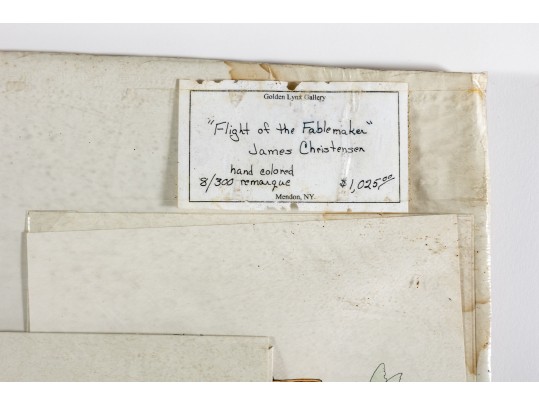 Golden Lynx Gallery
"Flight of the Fablemaker"
James Christensen
hand colored
8/300 remarque $1,025.00
Mendon, NY.